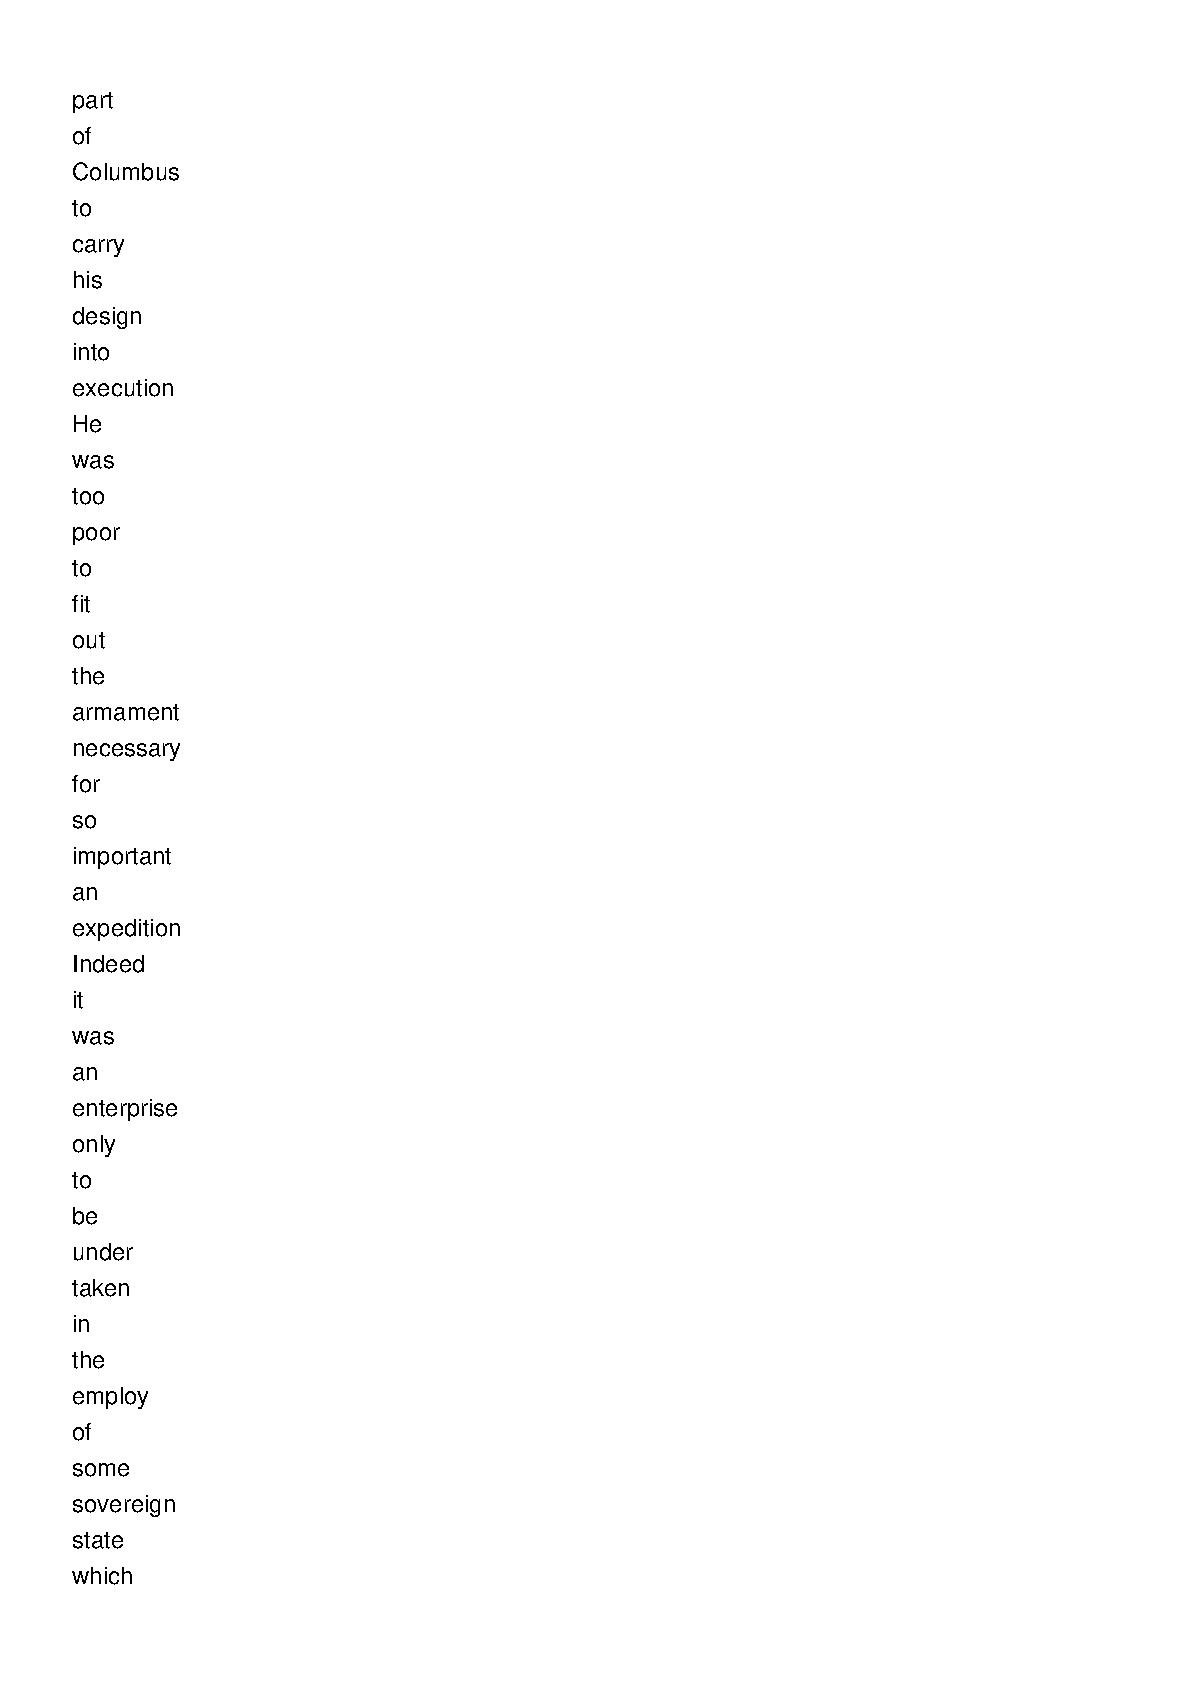 part
of
Columbus
to
carry
his
design
into
execution
He
was
too
poor
to
fit
out
the
armament
necessary
for
so
important
an
expedition
Indeed
it
was
an
enterprise
only
to
be
under
taken
in
the
employ
of
some
sovereign
state
which